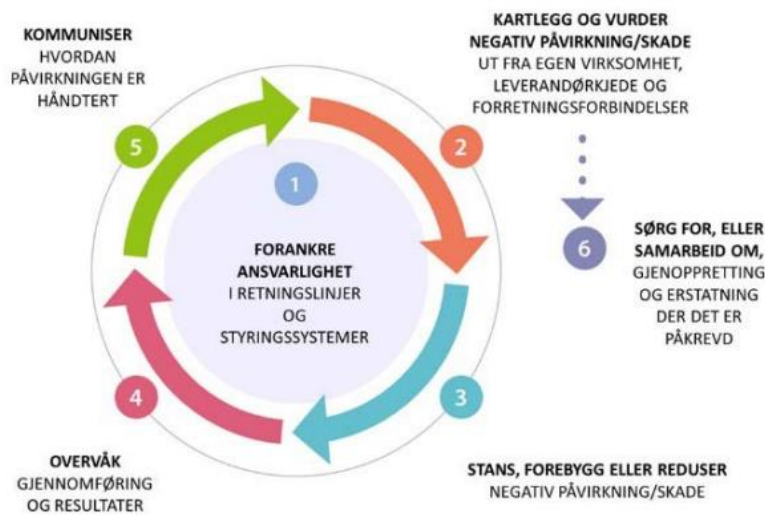 1
FORANKRE
ANSVARLIGHET
I RETNINGSLINJER
OG
STYRINGSSYSTEMER
2
KARTLEGG OG VURDER
NEGATIV PÅVIRKNING/SKADE
UT FRA EGEN VIRKSOMHET,
LEVERANDØRKJEDE OG
FORRETNINGSFORBINDELSER
3
STANS, FOREBYGG ELLER REDUSER
NEGATIV PÅVIRKNING/SKADE
4
OVERVÅK
GJENNOMFØRING
OG RESULTATER
5
KOMMUNISER
HVORDAN
PÅVIRKNINGEN ER
HÅNDTERT
6
SØRG FOR, ELLER
SAMARBEID OM,
GJENOPPRETTING
OG ERSTATNING
DER DET ER
PÅKREVD